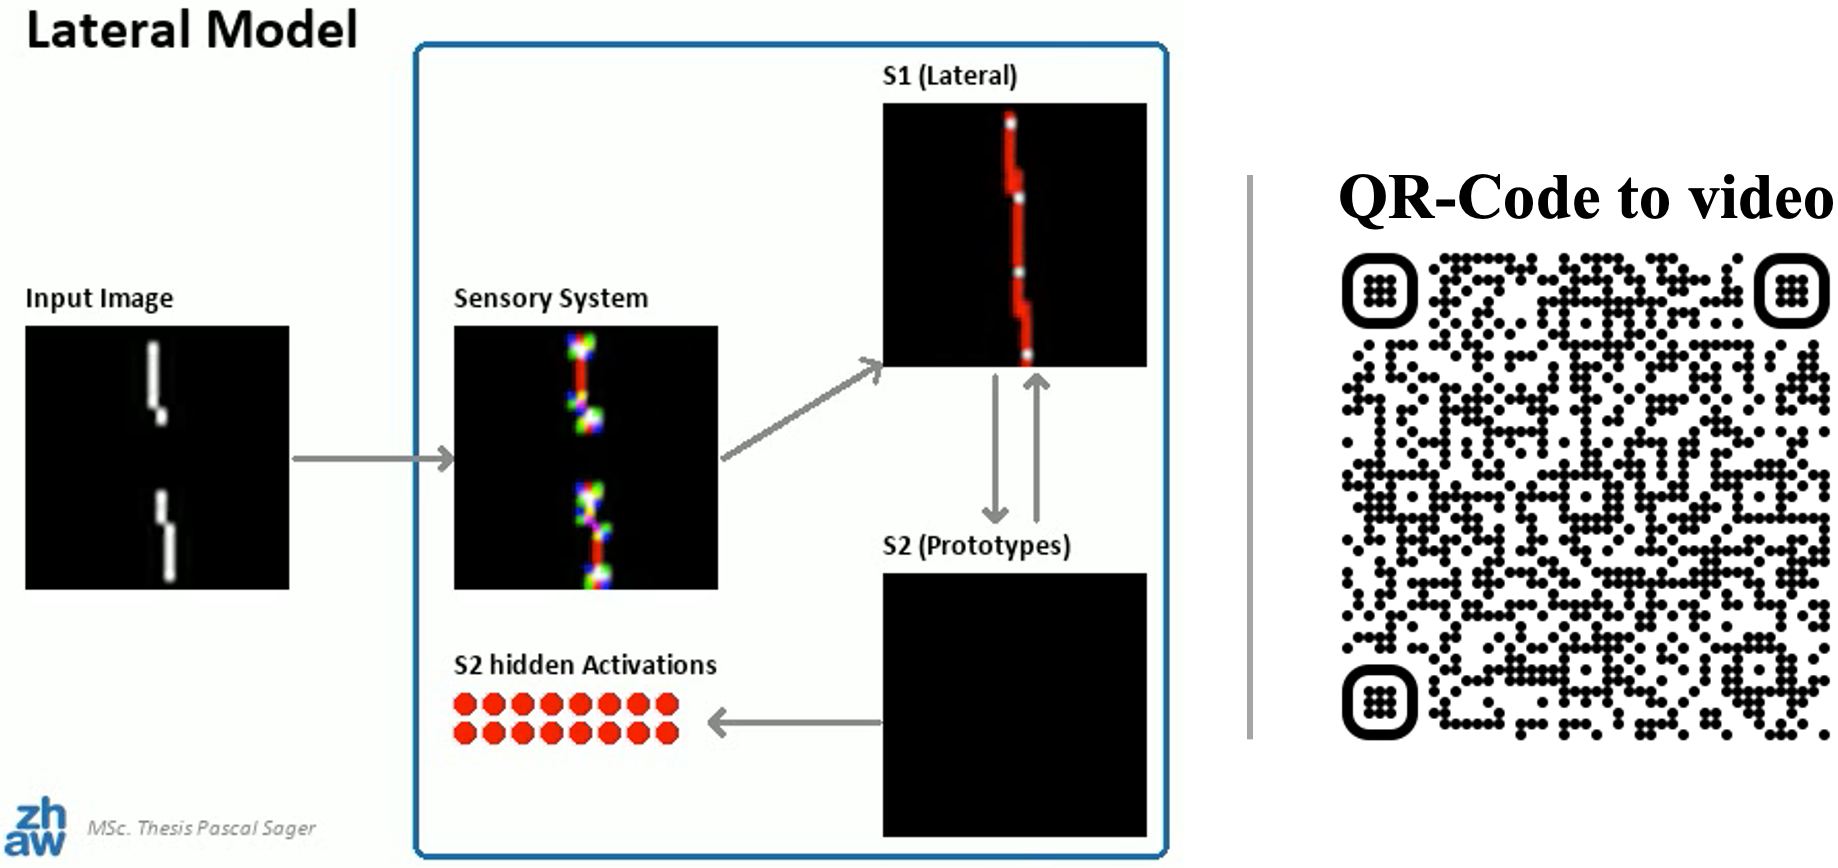 Lateral Model
S1 (Lateral)
QR-Code to video
Input Image
Sensory System
S2 (Prototypes)
S2 hidden Activations
zh
aw
MSc. Thesis Pascal Sager